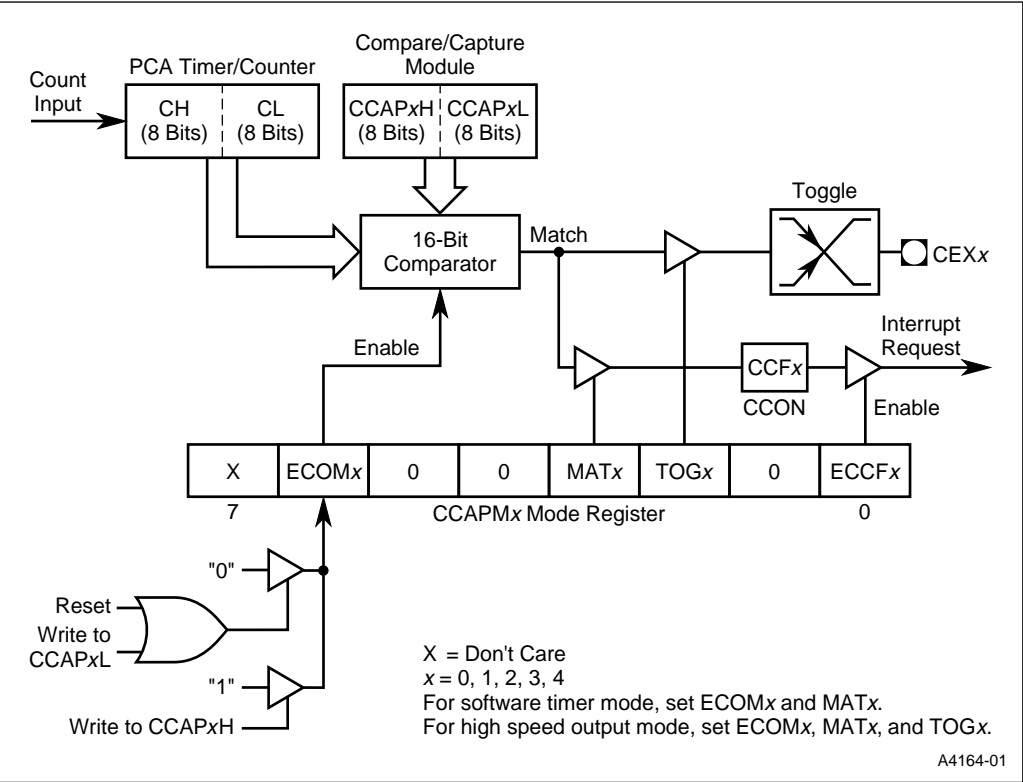 Compare/Capture
Module
PCA Timer/Counter
Count
Input
CH
(8 Bits)
CL
(8 Bits)
CCAPxH
(8 Bits)
CCAPxL
(8 Bits)
Toggle
16-Bit
Comparator
Match
CEXx
Interrupt
Request
Enable
CCFx
CCON
Enable
X
ECOMx
0
0
MATx
TOGx
0
ECCFx
7
CCAPMx Mode Register
0
"0"
Reset
Write to
CCAPxL
"1"
Write to CCAPxH
X = Don't Care
x = 0, 1, 2, 3, 4
For software timer mode, set ECOMx and MATx.
For high speed output mode, set ECOMx, MATx, and TOGx.
A4164-01